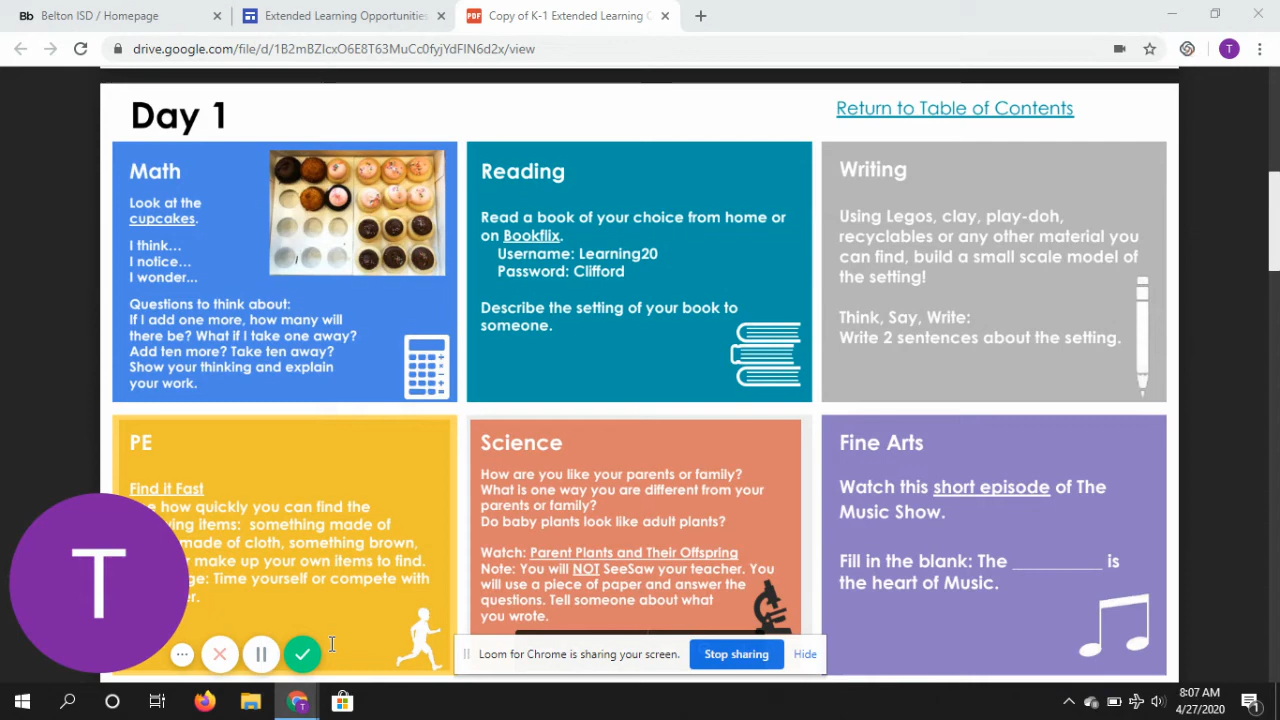 Belton ISD / Homepage
Extended Learning Opportunities
Copy of K-1 Extended Learning
drive.google.com/file/d/1B2mBZIcxO6E8T63MuCc0fyjYdFIN6d2x/view
T
Day 1
Return to Table of Contents
Math
Look at the
cupcakes.
I think...
I notice...
I wonder...
Questions to think about:
If I add one more, how many will
there be? What if I take one away?
Add ten more? Take ten away?
Show your thinking and explain
your work.
Reading
Read a book of your choice from home or
on Bookflix.
Username: Learning20
Password: Clifford
Describe the setting of your book to
someone.
Writing
Using Legos, clay, play-doh,
recyclables or any other material you
can find, build a small scale model of
the setting!
Think, Say, Write:
Write 2 sentences about the setting.
PE
Find it Fast
how quickly you can find the
items: something made of
made of cloth, something brown,
make up your own items to find.
Time yourself or compete with
Science
How are you like your parents or family?
What is one way you are different from your
parents or family?
Do baby plants look like adult plants?
Watch: Parent Plants and Their Offspring
Note: You will NOT SeeSaw your teacher. You
will use a piece of paper and answer the
questions. Tell someone about what
you wrote.
Fine Arts
Watch this short episode of The
Music Show.
Fill in the blank: The __________ is
the heart of Music.
T
Loom for Chrome is sharing your screen.
Stop sharing
Hide
8:07 AM
4/27/2020